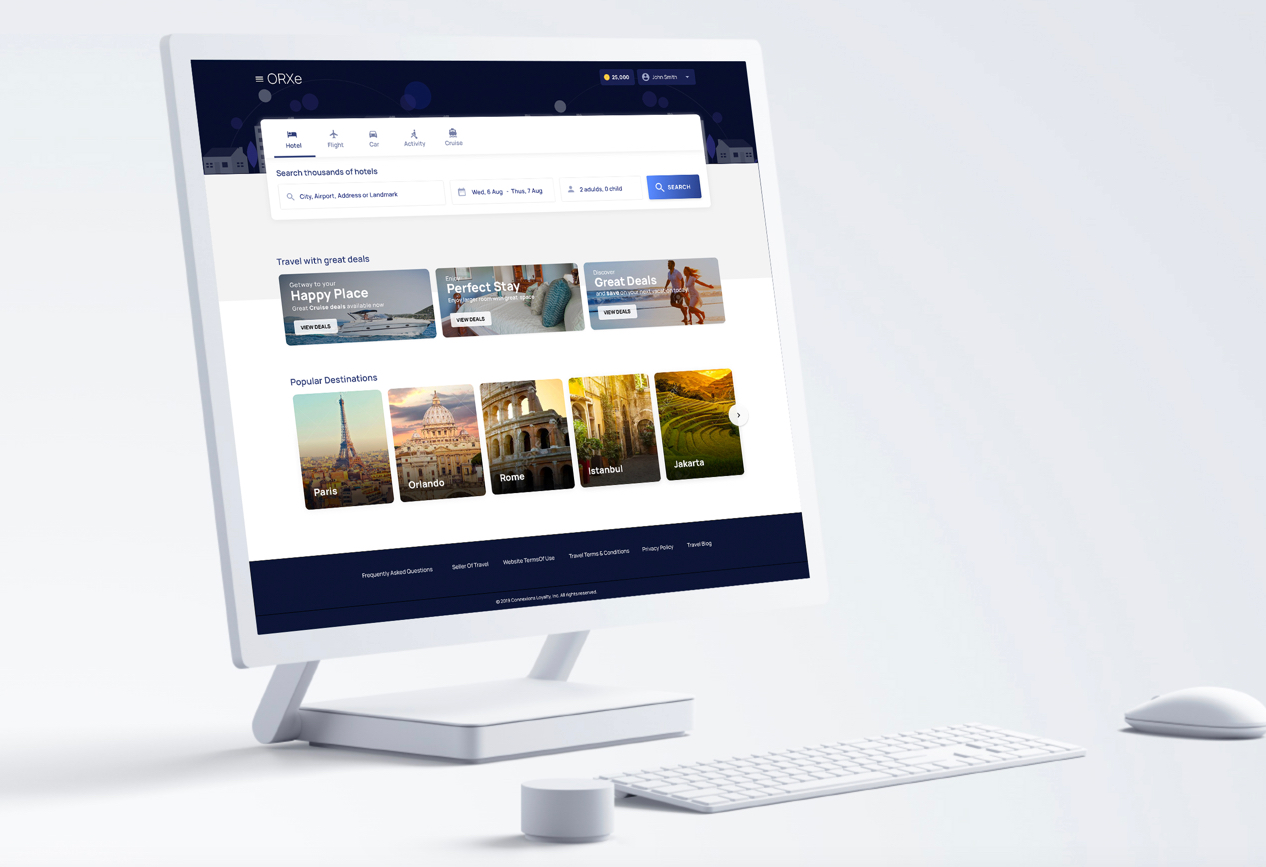 ORXe
25,000
John Smith
Hotel
Flight
Car
Activity
Cruise
Search thousands of hotels
City, Airport, Address or Landmark
Wed, 6 Aug - Thus, 7 Aug
2 adulds, 0 child
SEARCH
Travel with great deals
Getway to your
Happy Place
Great Cruise deals available now
VIEW DEALS
Enjoy
Perfect Stay
Enjoy larger room with great space
VIEW DEALS
Discover
Great Deals
and save on your next vacation today.
VIEW DEALS
Popular Destinations
Paris
Orlando
Rome
Istanbul
Jakarta
Frequently Asked Questions
Seller Of Travel
Website TermsOf Use
Travel Terms & Conditions
Privacy Policy
Travel Blog
© 2019 Connexions Loyalty, Inc. All rights reserved.